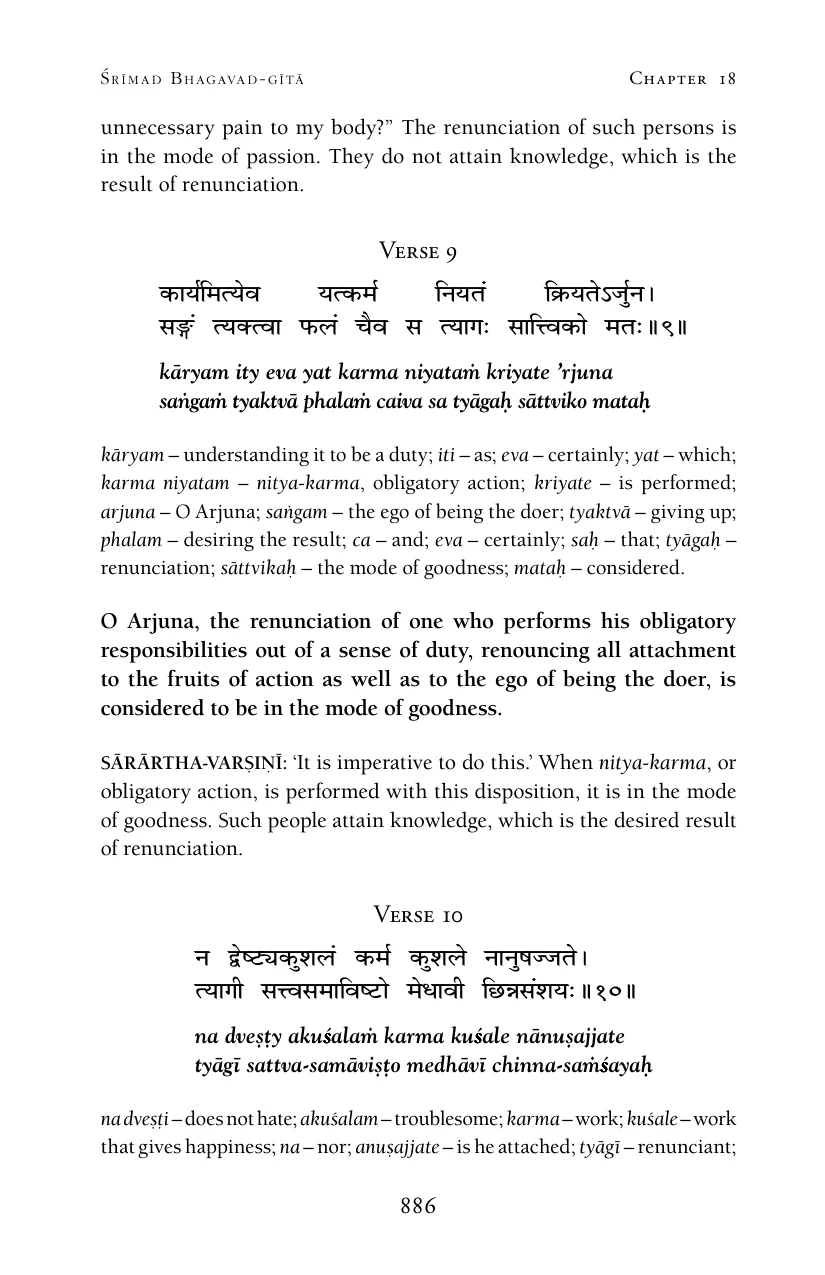 Śrīmad Bhagavad-gītā Chapter 18
unnecessary pain to my body?” The renunciation of such persons is
in the mode of passion. They do not attain knowledge, which is the
result of renunciation.
Verse 9
कार्यमित्येव यत्कर्म नियतं क्रियतेऽर्जुन।
सङ्गं त्यक्त्वा फलं चैव स त्यागः सात्त्विको मतः॥९॥
kāryam ity eva yat karma niyataṁ kriyate ’rjuna
saṅgaṁ tyaktvā phalaṁ caiva sa tyāgaḥ sāttviko mataḥ
kāryam – understanding it to be a duty; iti – as; eva – certainly; yat – which;
karma niyatam – nitya-karma, obligatory action; kriyate – is performed;
arjuna – O Arjuna; saṅgam – the ego of being the doer; tyaktvā – giving up;
phalam – desiring the result; ca – and; eva – certainly; saḥ – that; tyāgaḥ –
renunciation; sāttvikaḥ – the mode of goodness; mataḥ – considered.
O Arjuna, the renunciation of one who performs his obligatory
responsibilities out of a sense of duty, renouncing all attachment
to the fruits of action as well as to the ego of being the doer, is
considered to be in the mode of goodness.
SĀRĀRTHA-VARṢIṆĪ: ‘It is imperative to do this.’ When nitya-karma, or
obligatory action, is performed with this disposition, it is in the mode
of goodness. Such people attain knowledge, which is the desired result
of renunciation.
Verse 10
न द्वेष्ट्यकुशलं कर्म कुशले नानुषज्जते।
त्यागी सत्त्वसमाविष्टो मेधावी छिन्नसंशयः॥१०॥
na dveṣṭy akuśalaṁ karma kuśale nānuṣajjate
tyāgī sattva-samāviṣṭo medhāvī chinna-saṁśayaḥ
na dveṣṭi – does not hate; akuśalam – troublesome; karma – work; kuśale – work
that gives happiness; na – nor; anuṣajjate – is he attached; tyāgī – renunciant;
886